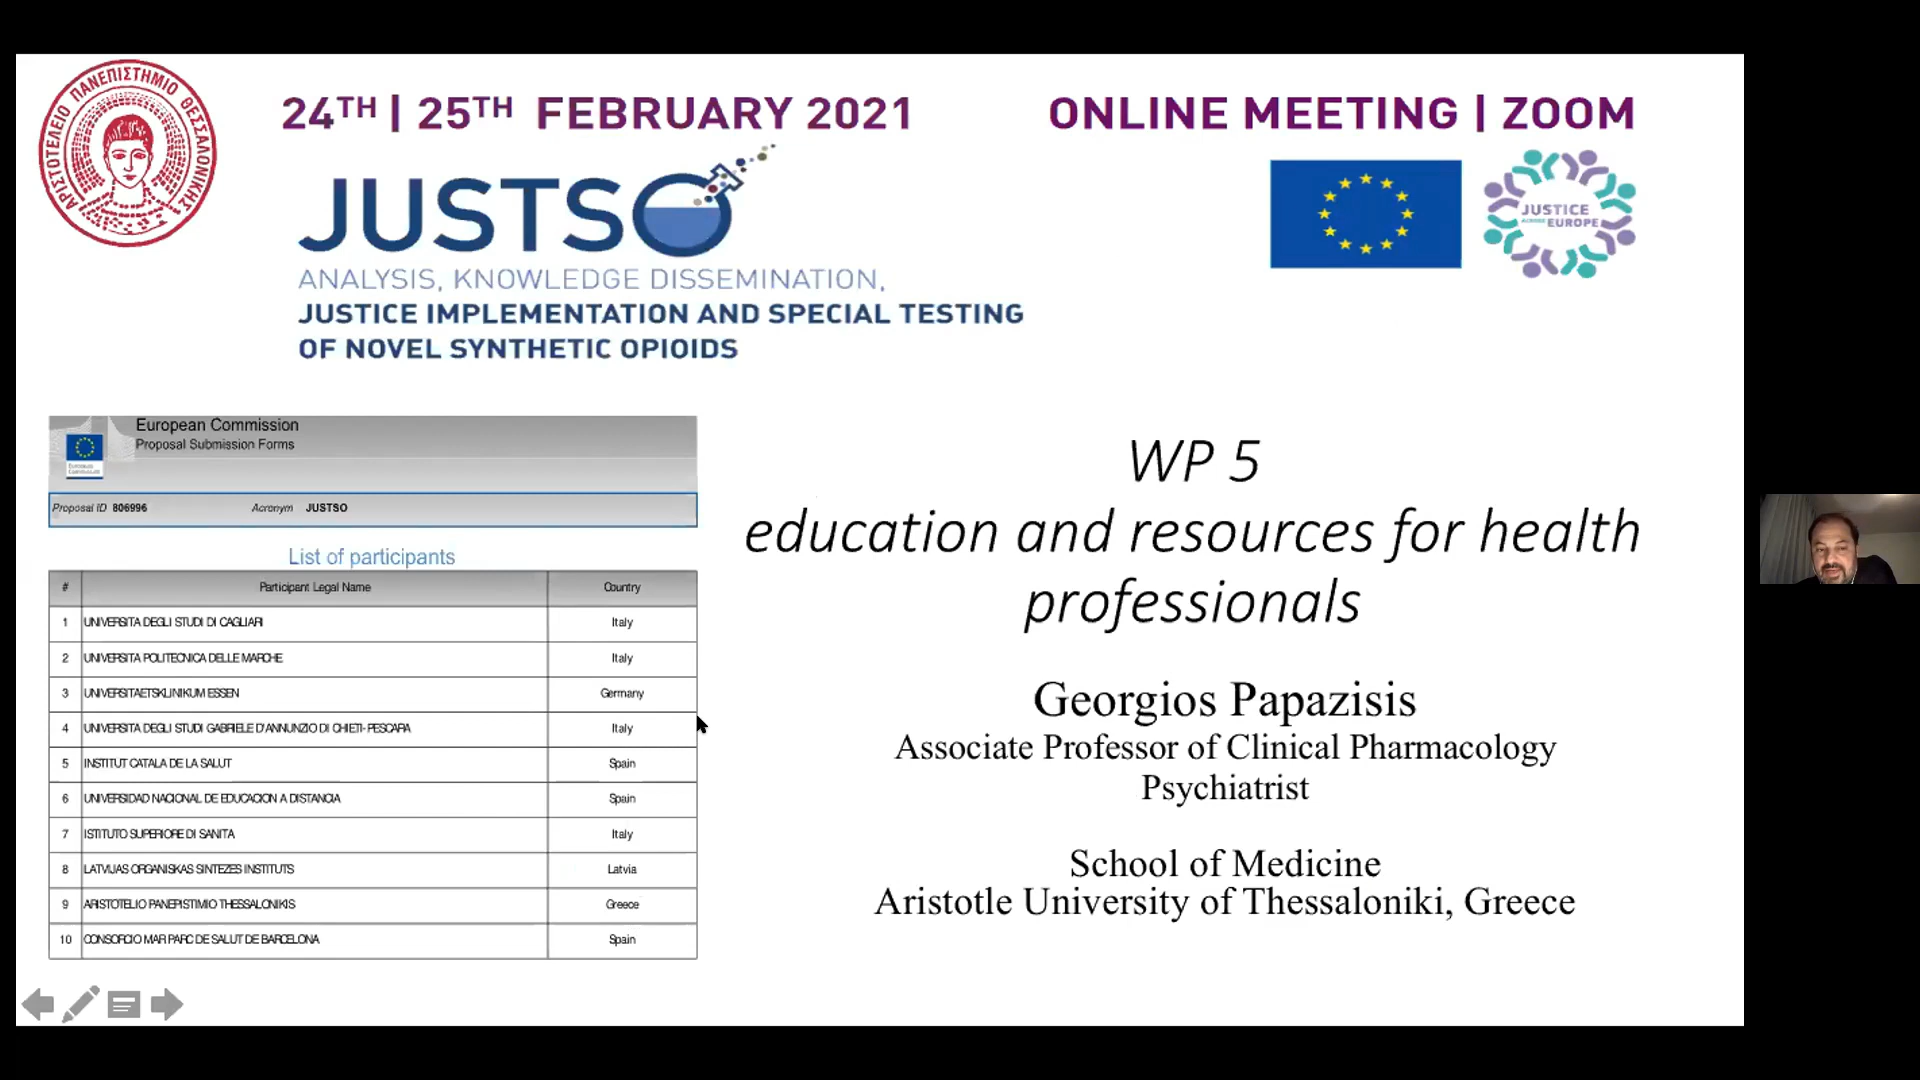 ΑΡΙΣΤΟΤΕΛΕΙΟ ΠΑΝΕΠΙΣΤΗΜΙΟ ΘΕΣΣΑΛΟΝΙΚΗΣ
24TH | 25TH FEBRUARY 2021
ONLINE MEETING | ZOOM
JUSTSO
ANALYSIS, KNOWLEDGE DISSEMINATION,
JUSTICE IMPLEMENTATION AND SPECIAL TESTING
OF NOVEL SYNTHETIC OPIOIDS
JUSTICE
ACROSS EUROPE
European Commission
Proposal Submission Forms
European
Commission
Proposal ID 806996 Acronym JUSTSO
List of participants
# Participant Legal Name Country
1 UNIVERSITA DEGLI STUDI DI CAGLIARI Italy
2 UNIVERSITA POLITECNICA DELLE MARCHE Italy
3 UNIVERSITAETSKLINIKUM ESSEN Germany
4 UNIVERSITA DEGLI STUDI GABRIELE D'ANNUNZIO DI CHIETI-PESCARA Italy
5 INSTITUT CATALA DE LA SALUT Spain
6 UNIVERSIDAD NACIONAL DE EDUCACION A DISTANCIA Spain
7 ISTITUTO SUPERIORE DI SANITA Italy
8 LATVIJAS ORGANISKAS SINTEZES INSTITUTS Latvia
9 ARISTOTELIO PANEPISTIMIO THESSALONIKIS Greece
10 CONSORCIO MAR PARC DE SALUT DE BARCELONA Spain
WP 5
education and resources for health
professionals
Georgios Papazisis
Associate Professor of Clinical Pharmacology
Psychiatrist
School of Medicine
Aristotle University of Thessaloniki, Greece